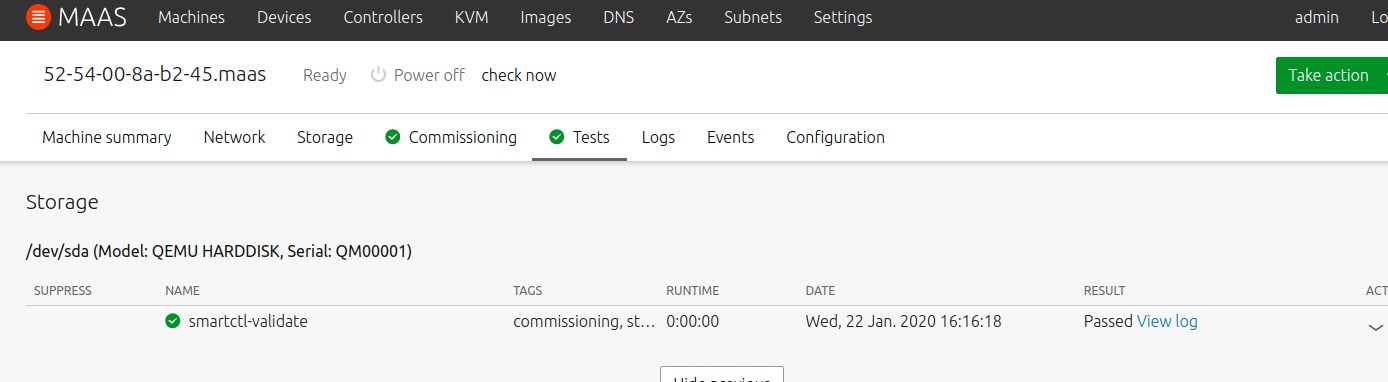 MAAS Machines Devices Controllers KVM Images DNS AZs Subnets Settings admin Lo
52-54-00-8a-b2-45.maas Ready Power off check now Take action
Machine summary Network Storage Commissioning Tests Logs Events Configuration
Storage
/dev/sda (Model: QEMU HARDDISK, Serial: QM00001)
SUPPRESS NAME TAGS RUNTIME DATE RESULT ACT
smartctl-validate commissioning, st... 0:00:00 Wed, 22 Jan. 2020 16:16:18 Passed View log
Hide previous